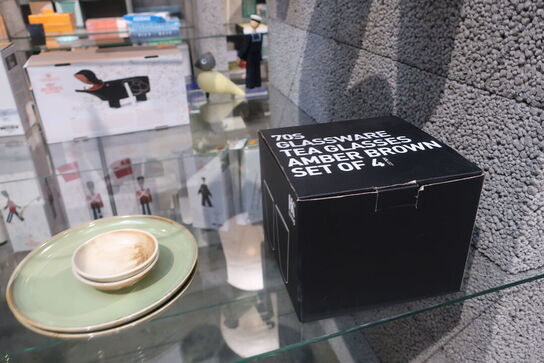 70S
GLASSWARE
TEA GLASSES
AMBER BROWN
SET OF 4